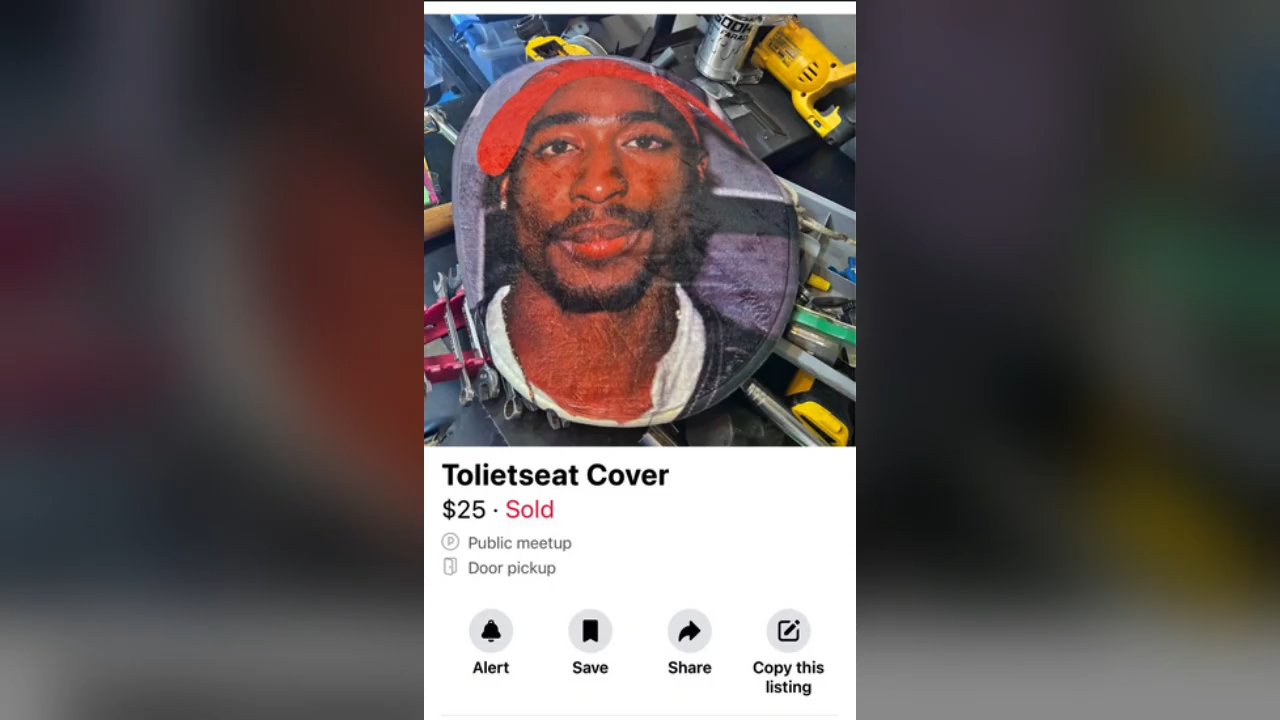 Tolietseat Cover
$25 · Sold
Public meetup
Door pickup
Alert
Save
Share
Copy this
listing